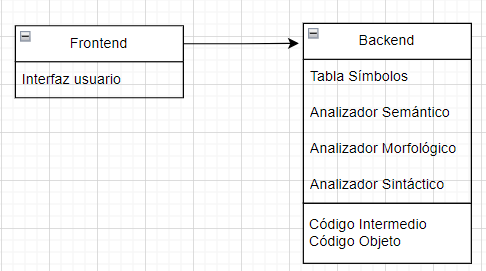 Frontend
Interfaz usuario
Backend
Tabla Símbolos
Analizador Semántico
Analizador Morfológico
Analizador Sintáctico
Código Intermedio
Código Objeto